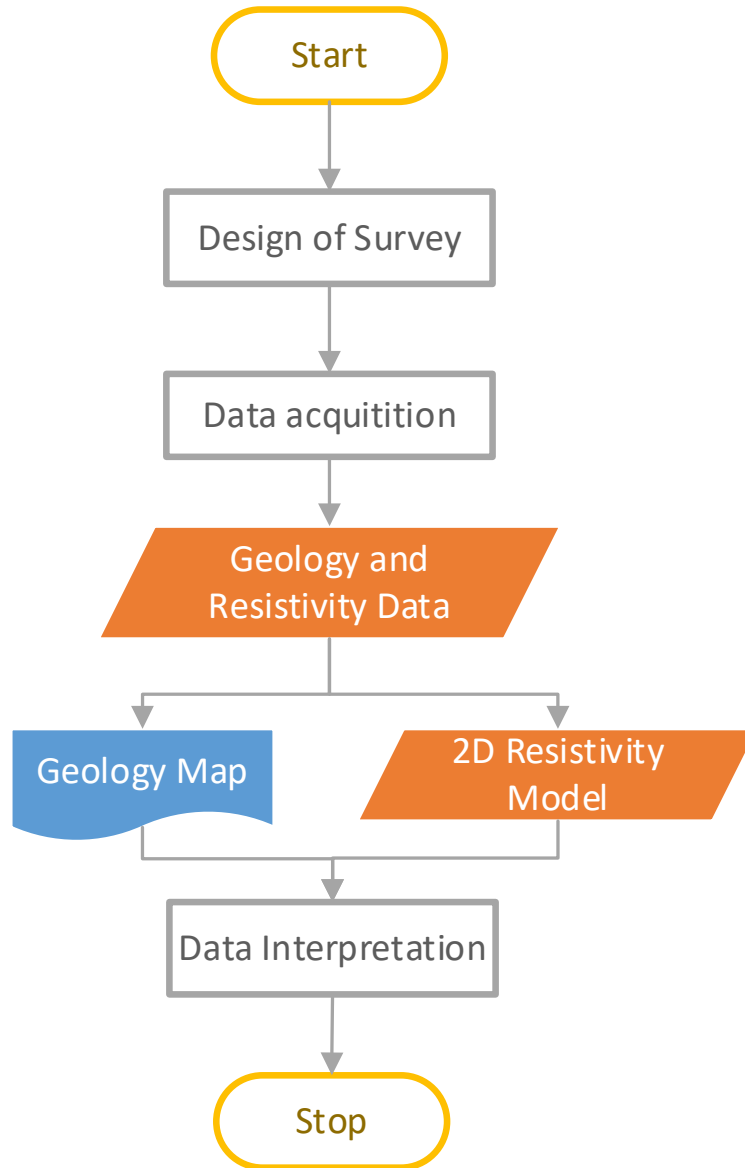 Start
Design of Survey
Data acquitition
Geology and
Resistivity Data
Geology Map
2D Resistivity
Model
Data Interpretation
Stop